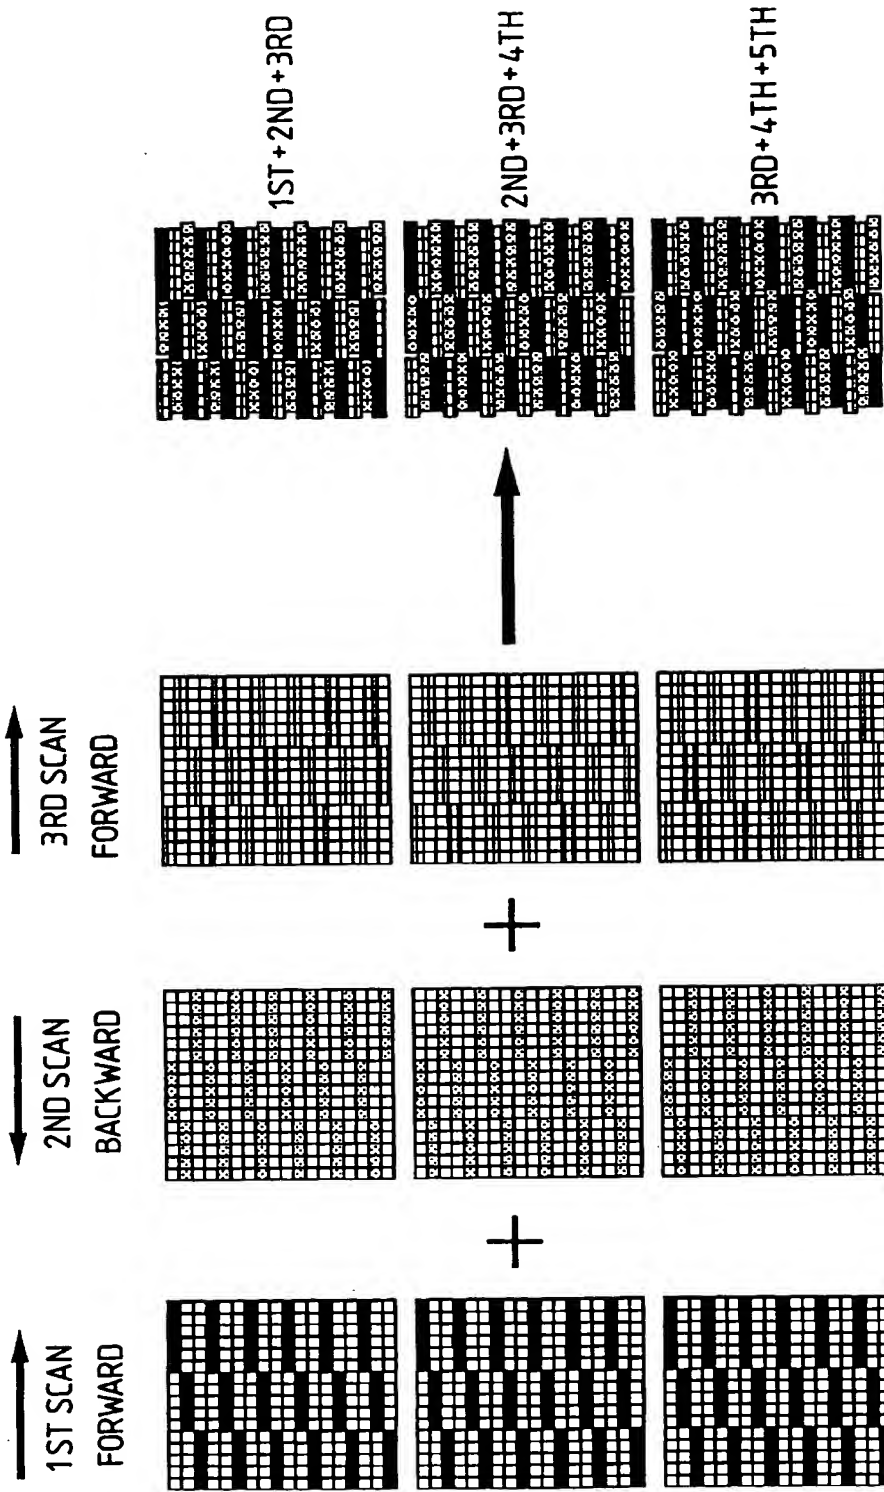 1ST SCAN
FORWARD
2ND SCAN
BACKWARD
3RD SCAN
FORWARD
1ST+2ND+3RD
2ND+3RD+4TH
3RD+4TH+5TH